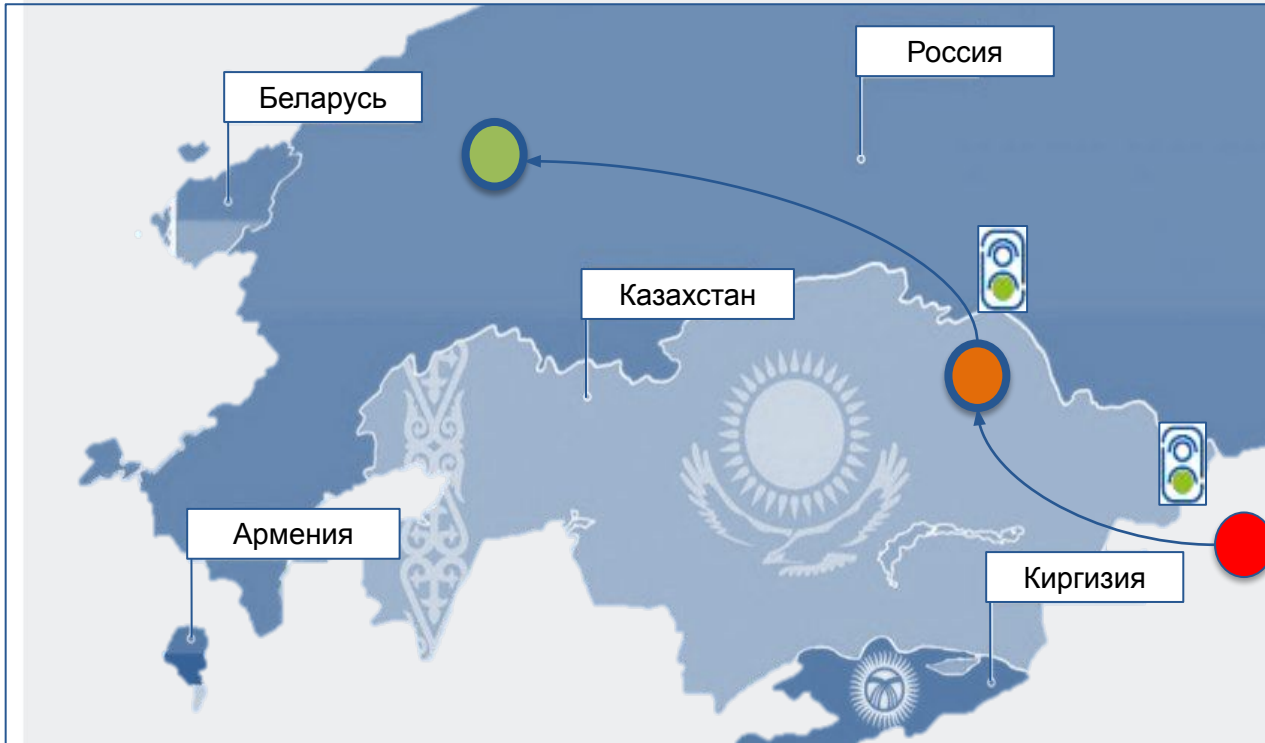 Россия
Беларусь
Казахстан
Армения
Киргизия